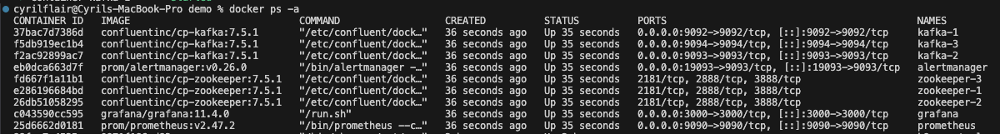 cyrilflair@Cyrils-MacBook-Pro demo % docker ps -a
CONTAINER ID   IMAGE   COMMAND   CREATED   STATUS   PORTS   NAMES
37bac7d7386d   confluentinc/cp-kafka:7.5.1   "/etc/confluent/dock…"   36 seconds ago   Up 35 seconds   0.0.0.0:9092->9092/tcp, [::]:9092->9092/tcp   kafka-1
f5db919ec1b4   confluentinc/cp-kafka:7.5.1   "/etc/confluent/dock…"   36 seconds ago   Up 35 seconds   0.0.0.0:9094->9094/tcp, [::]:9094->9094/tcp   kafka-3
f2ac92899ac7   confluentinc/cp-kafka:7.5.1   "/etc/confluent/dock…"   36 seconds ago   Up 35 seconds   0.0.0.0:9093->9093/tcp, [::]:9093->9093/tcp   kafka-2
eb0dca663d7f   prom/alertmanager:v0.26.0   "/bin/alertmanager -…"   36 seconds ago   Up 35 seconds   0.0.0.0:19093->9093/tcp, [::]:19093->9093/tcp   alertmanager
fd667f1a11b1   confluentinc/cp-zookeeper:7.5.1   "/etc/confluent/dock…"   36 seconds ago   Up 35 seconds   2181/tcp, 2888/tcp, 3888/tcp   zookeeper-3
e286196684bd   confluentinc/cp-zookeeper:7.5.1   "/etc/confluent/dock…"   36 seconds ago   Up 35 seconds   2181/tcp, 2888/tcp, 3888/tcp   zookeeper-1
26db51058295   confluentinc/cp-zookeeper:7.5.1   "/etc/confluent/dock…"   36 seconds ago   Up 35 seconds   2181/tcp, 2888/tcp, 3888/tcp   zookeeper-2
c043590cc595   grafana/grafana:11.4.0   "/run.sh"   36 seconds ago   Up 35 seconds   0.0.0.0:3000->3000/tcp, [::]:3000->3000/tcp   grafana
25d6662d0181   prom/prometheus:v2.47.2   "/bin/prometheus --c…"   36 seconds ago   Up 35 seconds   0.0.0.0:9090->9090/tcp, [::]:9090->9090/tcp   prometheus